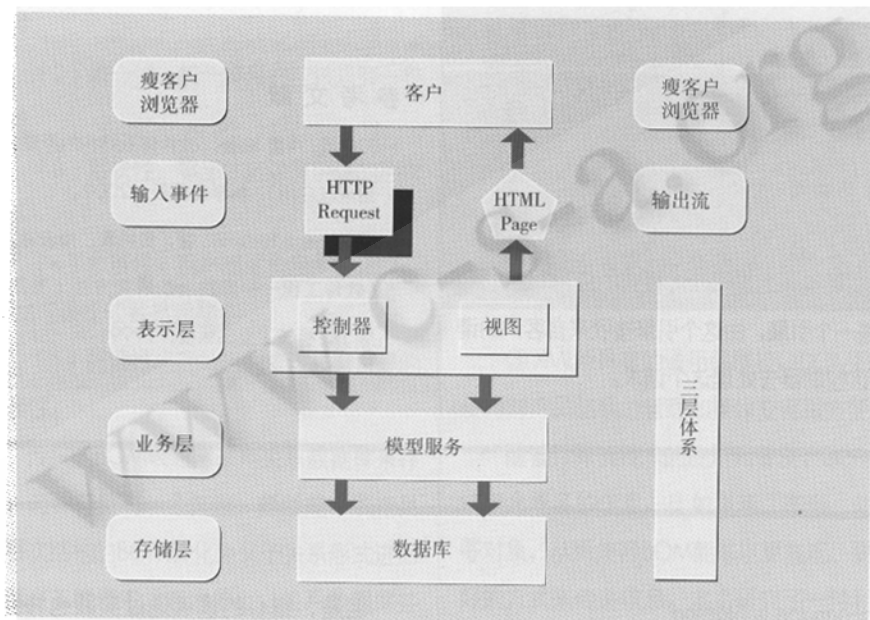 瘦客户
浏览器
客户
瘦客户
浏览器
输入事件
HTTP
Request
HTML
Page
输出流
表示层
控制器
视图
三层体系
业务层
模型服务
存储层
数据库
www.c-s-a.org